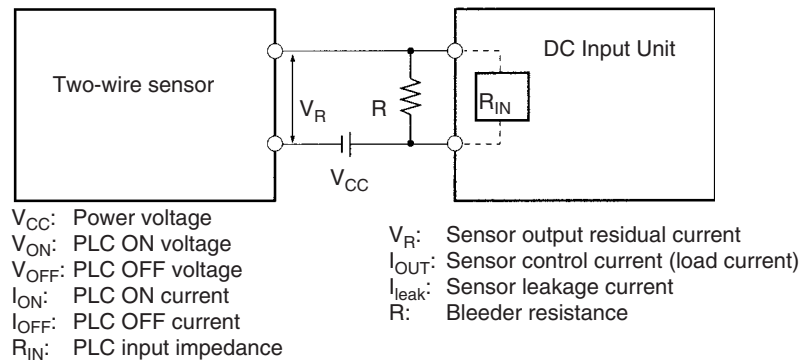 Two-wire sensor
DC Input Unit
V_R
R
R_IN
V_CC
V_CC: Power voltage
V_ON: PLC ON voltage
V_OFF: PLC OFF voltage
I_ON: PLC ON current
I_OFF: PLC OFF current
R_IN: PLC input impedance
V_R: Sensor output residual current
I_OUT: Sensor control current (load current)
I_leak: Sensor leakage current
R: Bleeder resistance